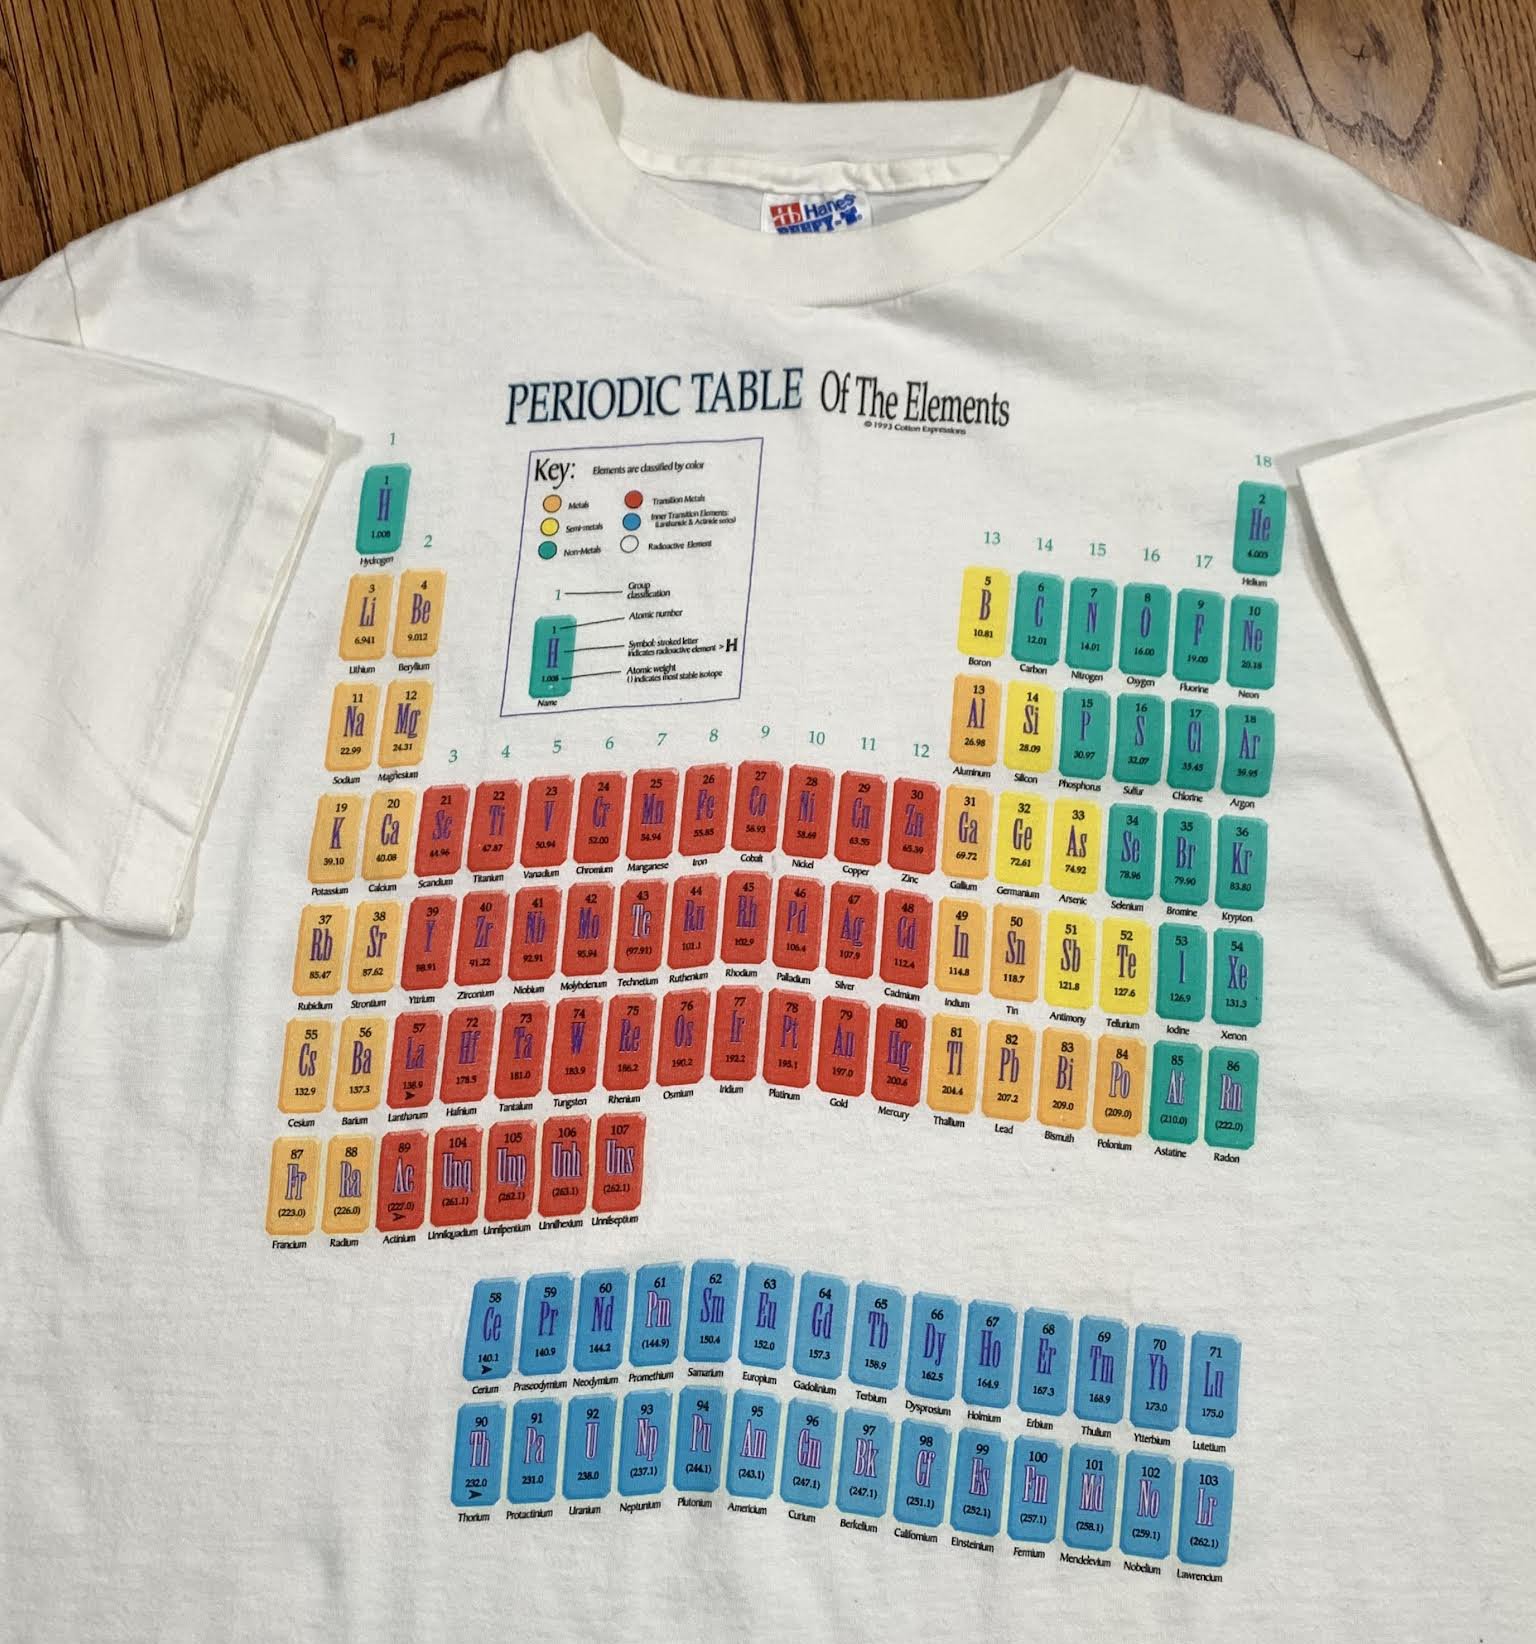 Hanes
BEEFY-T
PERIODIC TABLE Of The Elements
© 1993 Cotton Expressions
Key: Elements are classified by color
Metals Transition Metals
Semi-metals Inner Transition Elements:
(Lanthanide & Actinide series)
Non-Metals Radioactive Element
1 Group
classification
Atomic number
Symbol: stroked letter
indicates radioactive element > H
Atomic weight
() indicates most stable isotope
1
H
1.008
Name
1 18
1 2
H He
1.008 4.003
Hydrogen Helium
2 13 14 15 16 17
3 4 5 6 7 8 9 10
Li Be B C N O F Ne
6.941 9.012 10.81 12.01 14.01 16.00 19.00 20.18
Lithium Beryllium Boron Carbon Nitrogen Oxygen Fluorine Neon
11 12 13 14 15 16 17 18
Na Mg Al Si P S Cl Ar
22.99 24.31 26.98 28.09 30.97 32.07 35.45 39.95
Sodium Magnesium Aluminum Silicon Phosphorus Sulfur Chlorine Argon
3 4 5 6 7 8 9 10 11 12
19 20 21 22 23 24 25 26 27 28 29 30 31 32 33 34 35 36
K Ca Sc Ti V Cr Mn Fe Co Ni Cu Zn Ga Ge As Se Br Kr
39.10 40.08 44.96 47.87 50.94 52.00 54.94 55.85 58.93 58.69 63.55 65.39 69.72 72.61 74.92 78.96 79.90 83.80
Potassium Calcium Scandium Titanium Vanadium Chromium Manganese Iron Cobalt Nickel Copper Zinc Gallium Germanium Arsenic Selenium Bromine Krypton
37 38 39 40 41 42 43 44 45 46 47 48 49 50 51 52 53 54
Rb Sr Y Zr Nb Mo Tc Ru Rh Pd Ag Cd In Sn Sb Te I Xe
85.47 87.62 88.91 91.22 92.91 95.94 (97.91) 101.1 102.9 106.4 107.9 112.4 114.8 118.7 121.8 127.6 126.9 131.3
Rubidium Strontium Yttrium Zirconium Niobium Molybdenum Technetium Ruthenium Rhodium Palladium Silver Cadmium Indium Tin Antimony Tellurium Iodine Xenon
55 56 57 72 73 74 75 76 77 78 79 80 81 82 83 84 85 86
Cs Ba La Hf Ta W Re Os Ir Pt Au Hg Tl Pb Bi Po At Rn
132.9 137.3 138.9 178.5 181.0 183.9 186.2 190.2 192.2 195.1 197.0 200.6 204.4 207.2 209.0 (209.0) (210.0) (222.0)
Cesium Barium Lanthanum Hafnium Tantalum Tungsten Rhenium Osmium Iridium Platinum Gold Mercury Thallium Lead Bismuth Polonium Astatine Radon
87 88 89 104 105 106 107
Fr Ra Ac Unq Unp Unh Uns
(223.0) (226.0) (227.0) (261.1) (262.1) (263.1) (262.1)
Francium Radium Actinium Unnilquadium Unnilpentium Unnilhexium Unnilseptium
58 59 60 61 62 63 64 65 66 67 68 69 70 71
Ce Pr Nd Pm Sm Eu Gd Tb Dy Ho Er Tm Yb Lu
140.1 140.9 144.2 (144.9) 150.4 152.0 157.3 158.9 162.5 164.9 167.3 168.9 173.0 175.0
Cerium Praseodymium Neodymium Promethium Samarium Europium Gadolinium Terbium Dysprosium Holmium Erbium Thulium Ytterbium Lutetium
90 91 92 93 94 95 96 97 98 99 100 101 102 103
Th Pa U Np Pu Am Cm Bk Cf Es Fm Md No Lr
232.0 231.0 238.0 (237.1) (244.1) (243.1) (247.1) (247.1) (251.1) (252.1) (257.1) (258.1) (259.1) (262.1)
Thorium Protactinium Uranium Neptunium Plutonium Americium Curium Berkelium Californium Einsteinium Fermium Mendelevium Nobelium Lawrencium